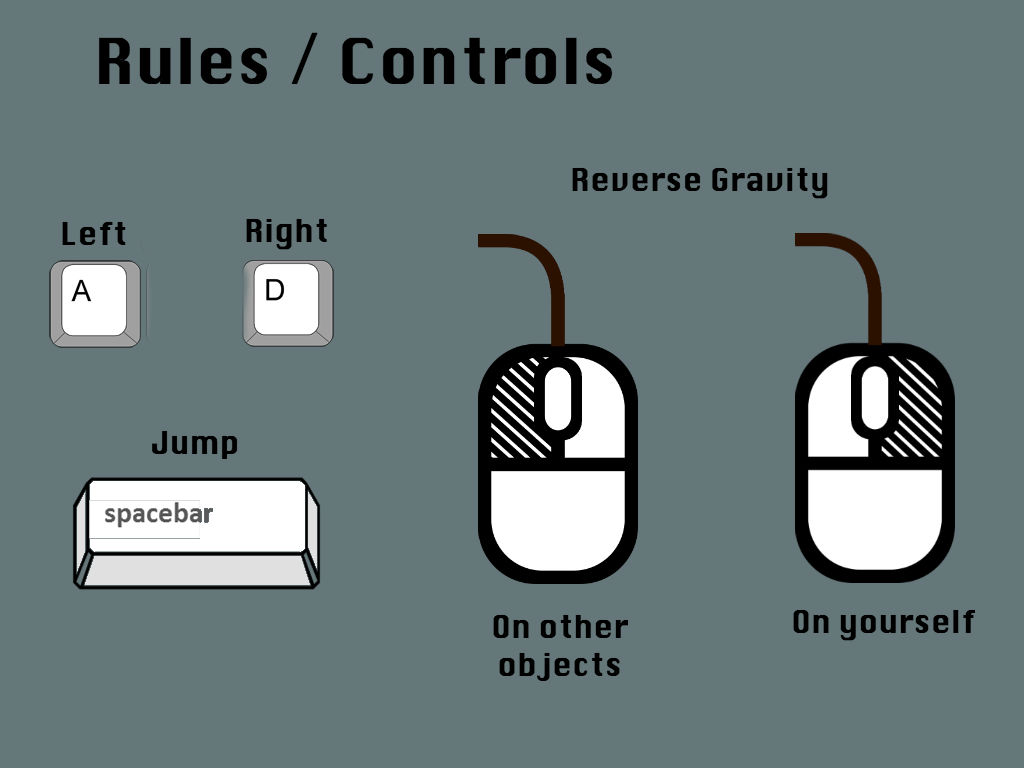 Rules / Controls
Reverse Gravity
Left
Right
A
D
Jump
spacebar
On other
objects
On yourself